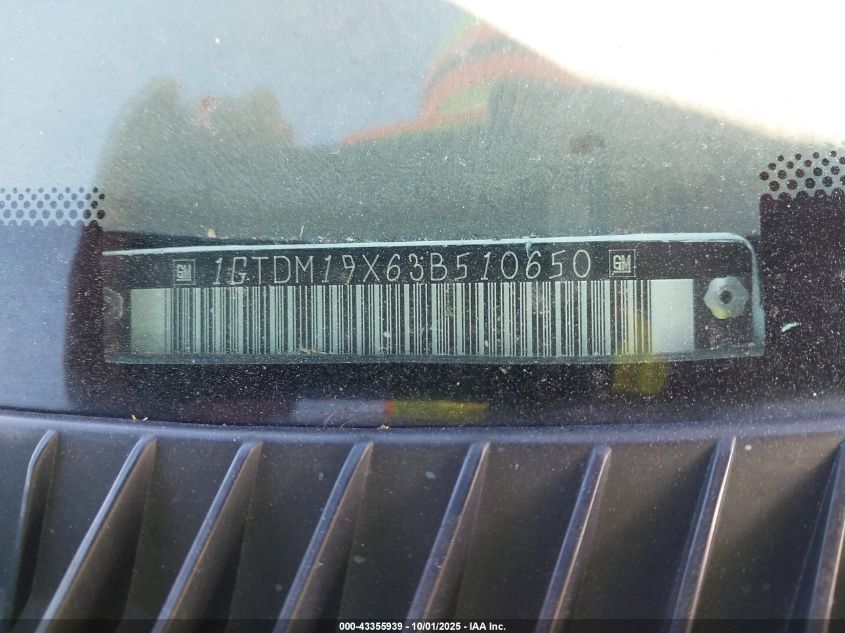 GM 1GTDM19X63B510650 GM
000-43355939 - 10/01/2025 - IAA Inc.